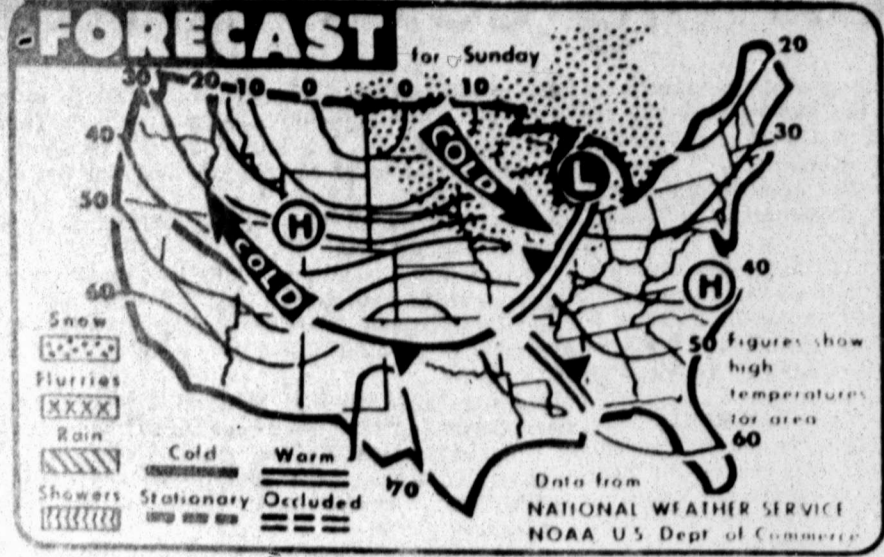 FORECAST
for Sunday
30 20 10 0 0 10 20
40 30
50
60
COLD
L
H
COLD
H
40
50
60
70
Snow
Flurries
Rain
Showers
Cold
Stationary
Warm
Occluded
Figures show
high
temperatures
for area
Data from
NATIONAL WEATHER SERVICE
NOAA U S Dept of Commerce